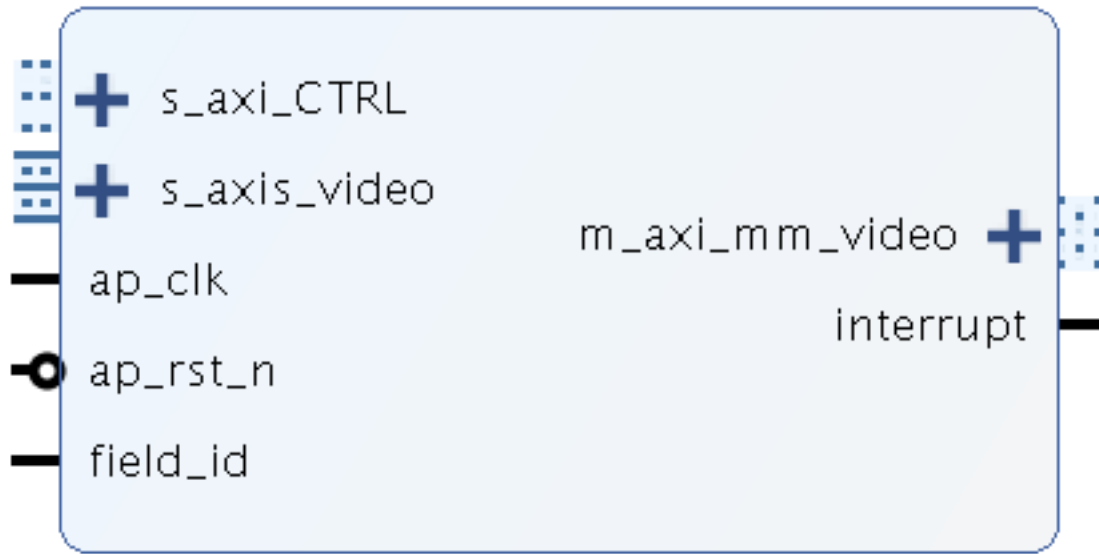 s_axi_CTRL
s_axis_video
ap_clk
ap_rst_n
field_id
m_axi_mm_video
interrupt